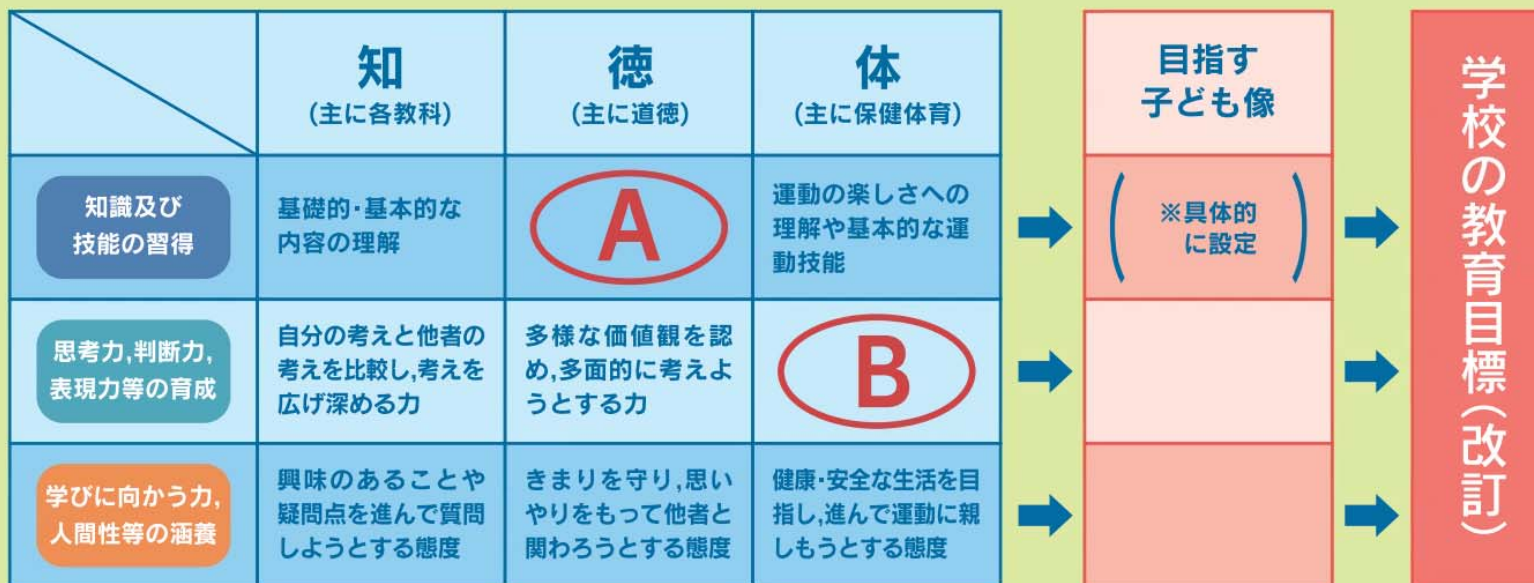 知
(主に各教科)
徳
(主に道徳)
体
(主に保健体育)
目指す
子ども像
知識及び
技能の習得
基礎的・基本的な
内容の理解
A
運動の楽しさへの
理解や基本的な運
動技能
※具体的
に設定
思考力,判断力,
表現力等の育成
自分の考えと他者の
考えを比較し,考えを
広げ深める力
多様な価値観を認
め,多面的に考えよ
うとする力
B
学びに向かう力,
人間性等の涵養
興味のあることや
疑問点を進んで質問
しようとする態度
きまりを守り,思い
やりをもって他者と
関わろうとする態度
健康・安全な生活を目
指し,進んで運動に親
しもうとする態度
学校の教育目標(改訂)